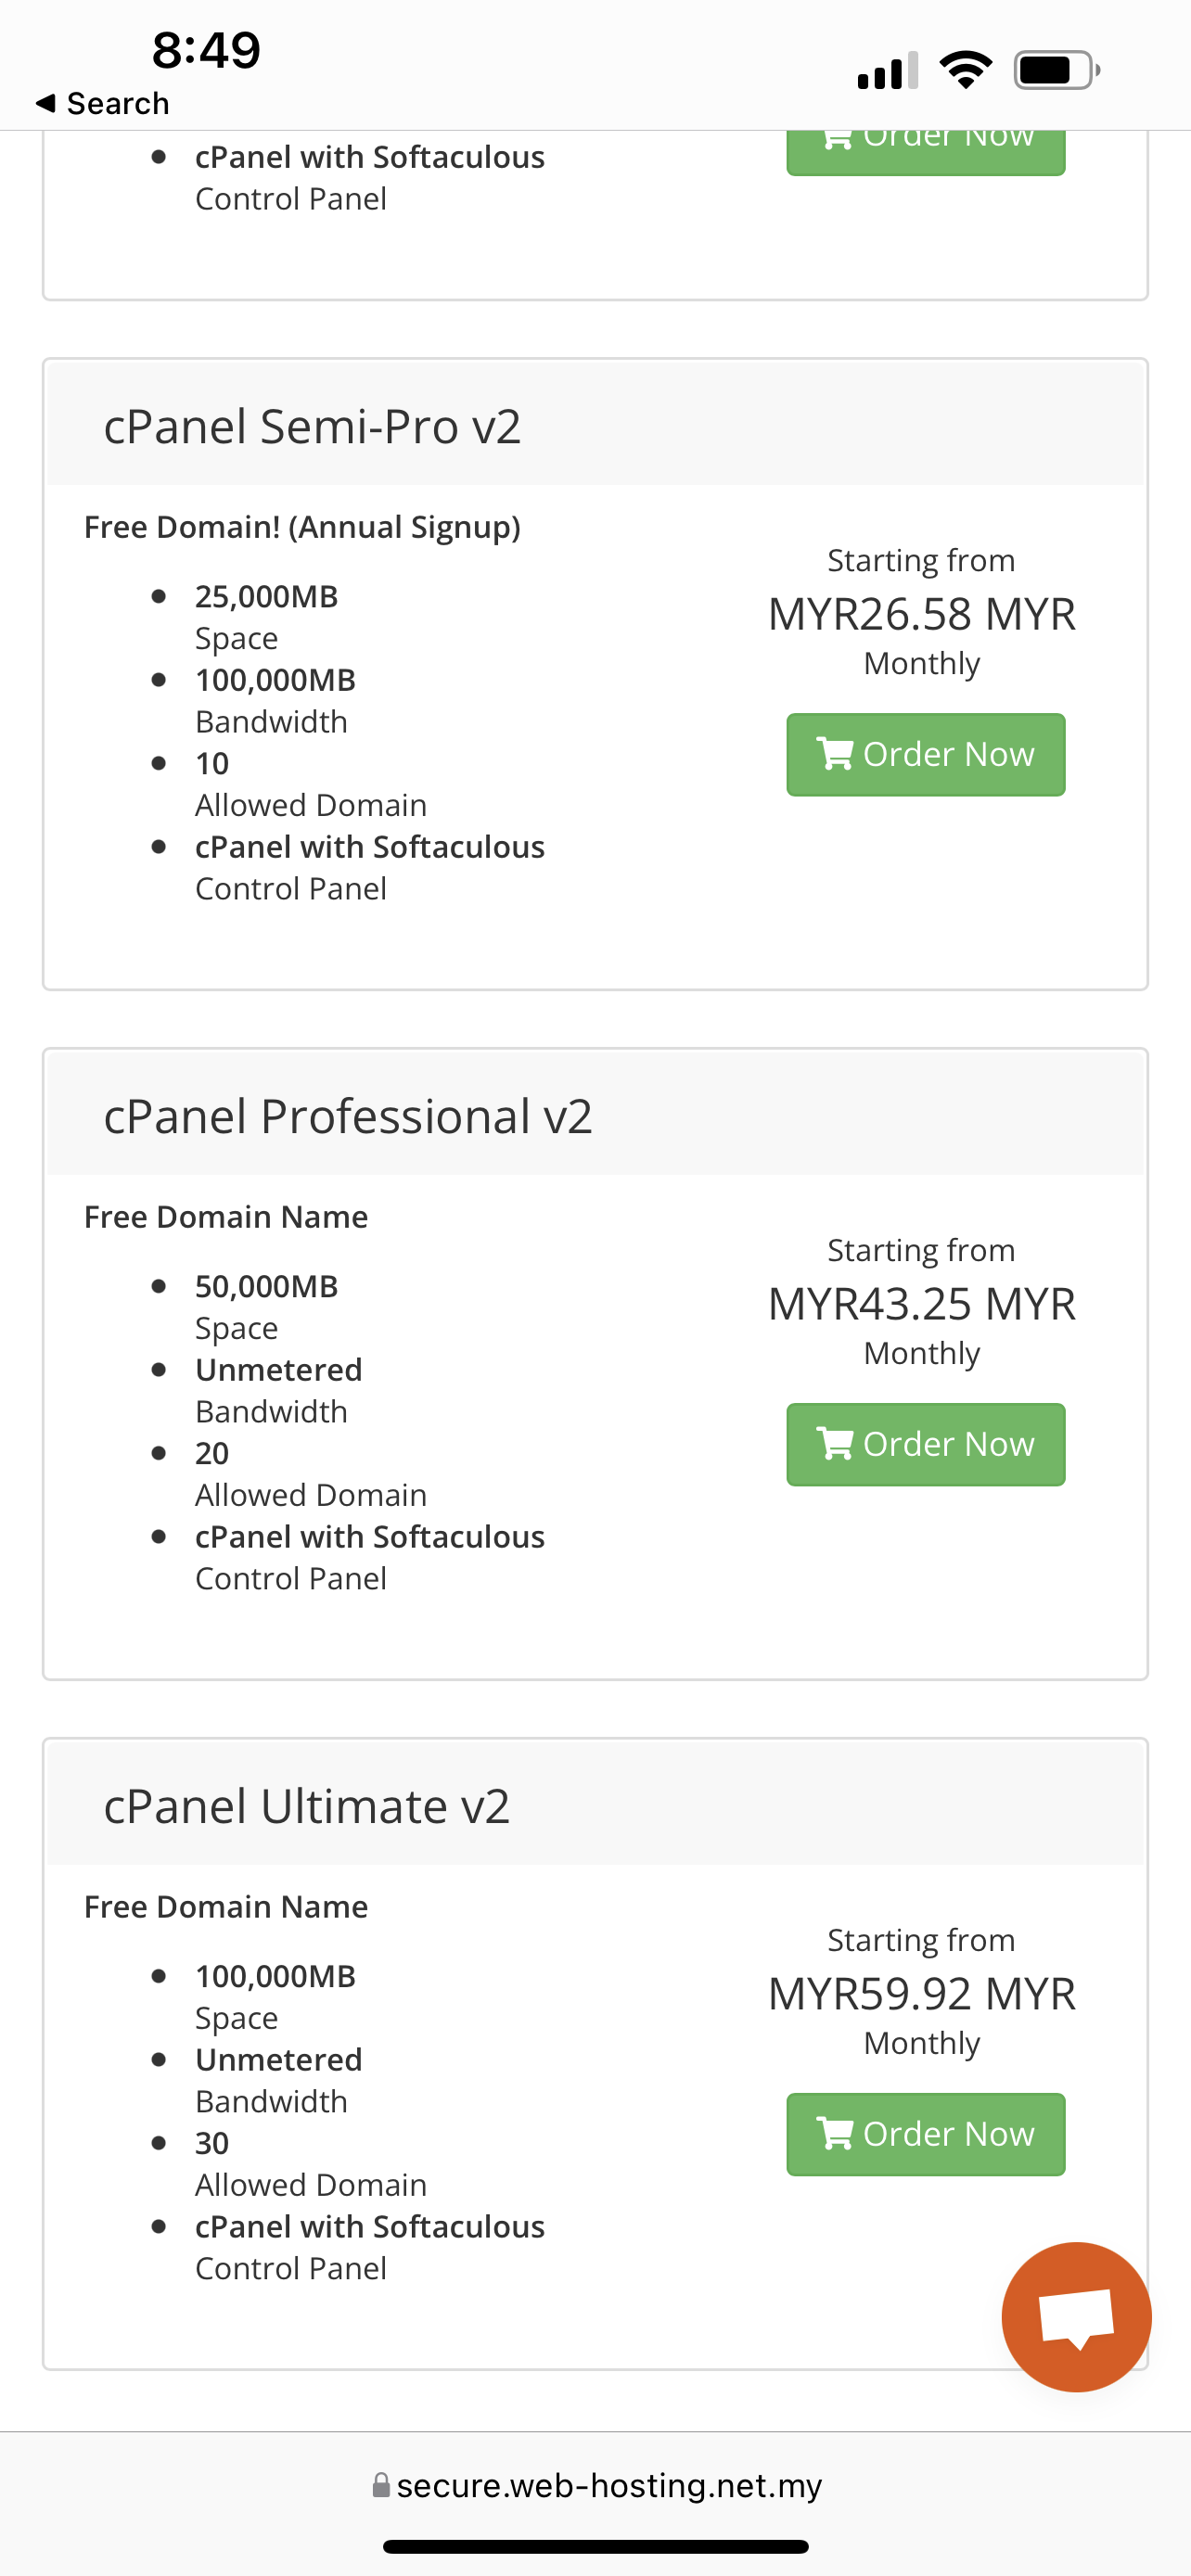 8:49
◀ Search
Order Now
cPanel with Softaculous
Control Panel
cPanel Semi-Pro v2
Free Domain! (Annual Signup)
25,000MB
Space
100,000MB
Bandwidth
10
Allowed Domain
cPanel with Softaculous
Control Panel
Starting from
MYR26.58 MYR
Monthly
Order Now
cPanel Professional v2
Free Domain Name
50,000MB
Space
Unmetered
Bandwidth
20
Allowed Domain
cPanel with Softaculous
Control Panel
Starting from
MYR43.25 MYR
Monthly
Order Now
cPanel Ultimate v2
Free Domain Name
100,000MB
Space
Unmetered
Bandwidth
30
Allowed Domain
cPanel with Softaculous
Control Panel
Starting from
MYR59.92 MYR
Monthly
Order Now
secure.web-hosting.net.my